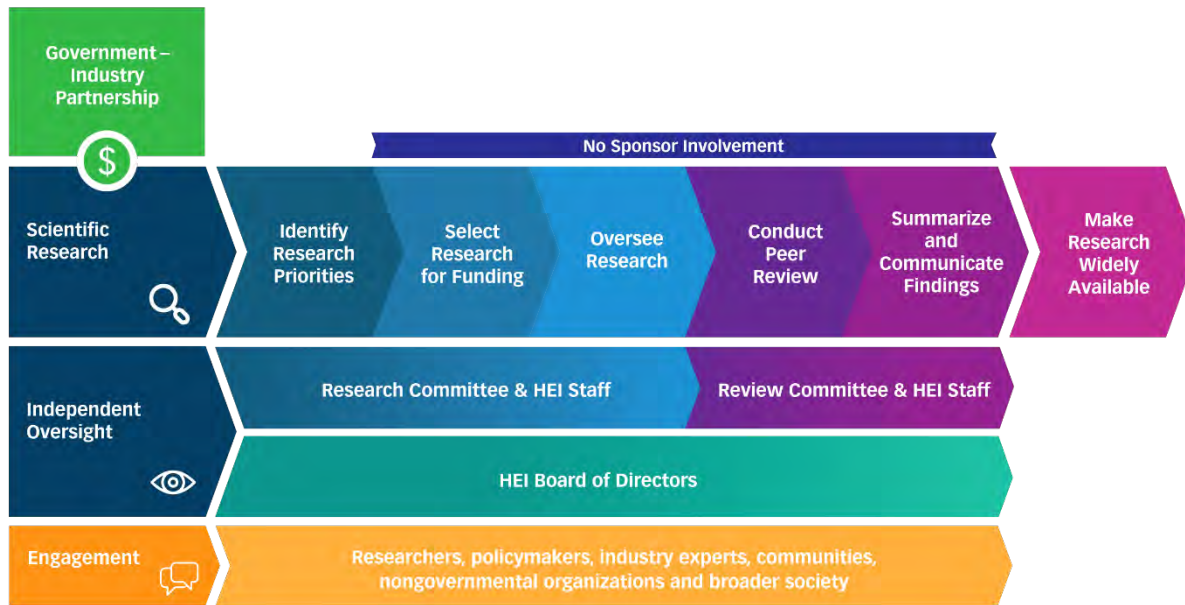 Government –
Industry
Partnership
$
No Sponsor Involvement
Scientific
Research
Identify
Research
Priorities
Select
Research
for Funding
Oversee
Research
Conduct
Peer
Review
Summarize
and
Communicate
Findings
Make
Research
Widely
Available
Independent
Oversight
Research Committee & HEI Staff
Review Committee & HEI Staff
HEI Board of Directors
Engagement
Researchers, policymakers, industry experts, communities,
nongovernmental organizations and broader society